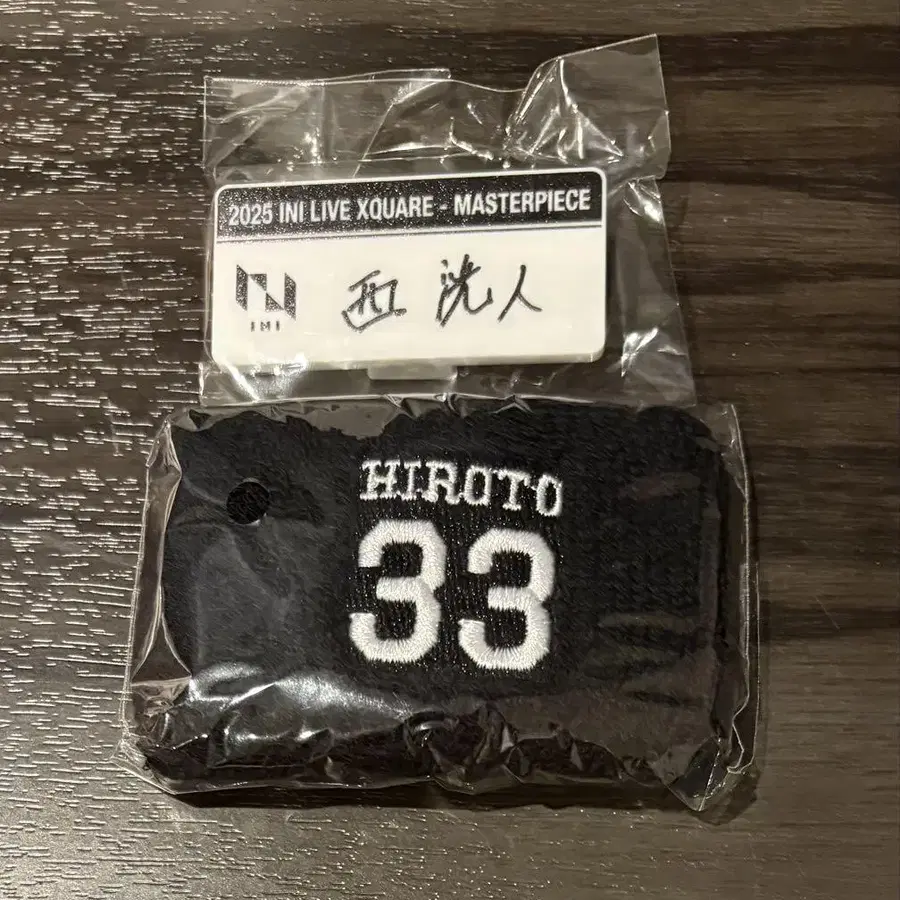 2025 INI LIVE XQUARE - MASTERPIECE
INI
西 洸人
HIROTO
33